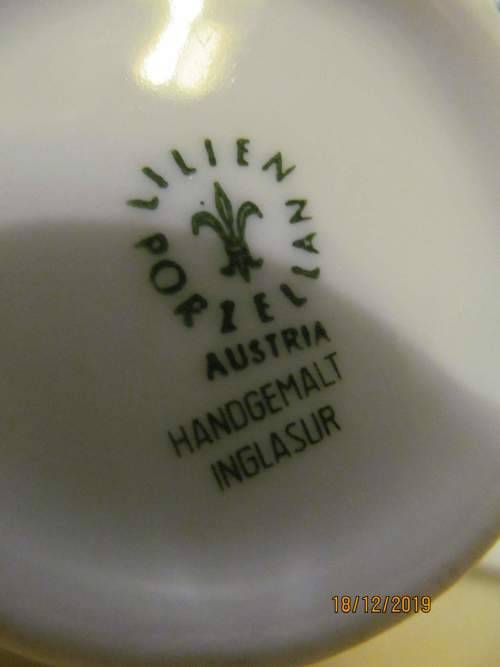 LILIEN
PORZELLAN
AUSTRIA
HANDGEMALT
INGLASUR
18/12/2019